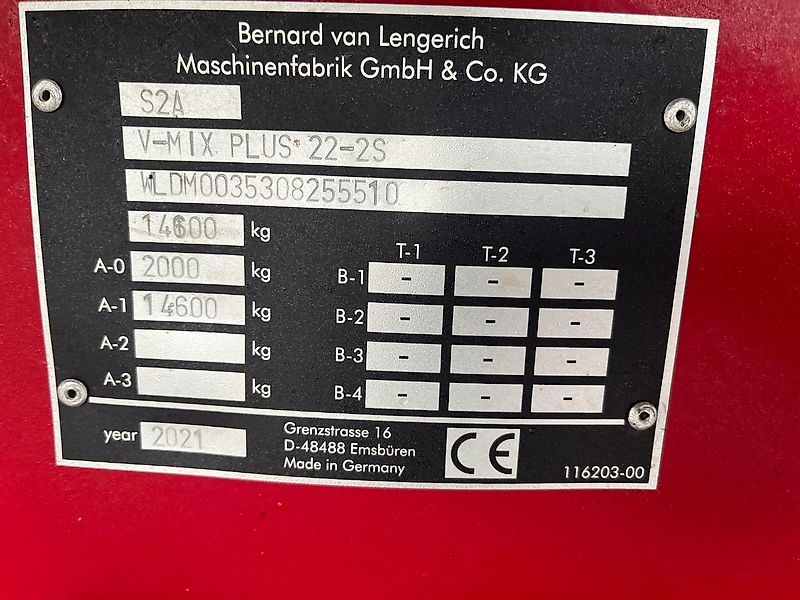 Bernard van Lengerich
Maschinenfabrik GmbH & Co. KG
S2A
V-MIX PLUS 22-2S
WLDM0035308255510
14600 kg
A-0 2000 kg
A-1 14600 kg
A-2 kg
A-3 kg
T-1 T-2 T-3
B-1 - - -
B-2 - - -
B-3 - - -
B-4 - - -
year 2021
Grenzstrasse 16
D-48488 Emsbüren
Made in Germany
CE
116203-00